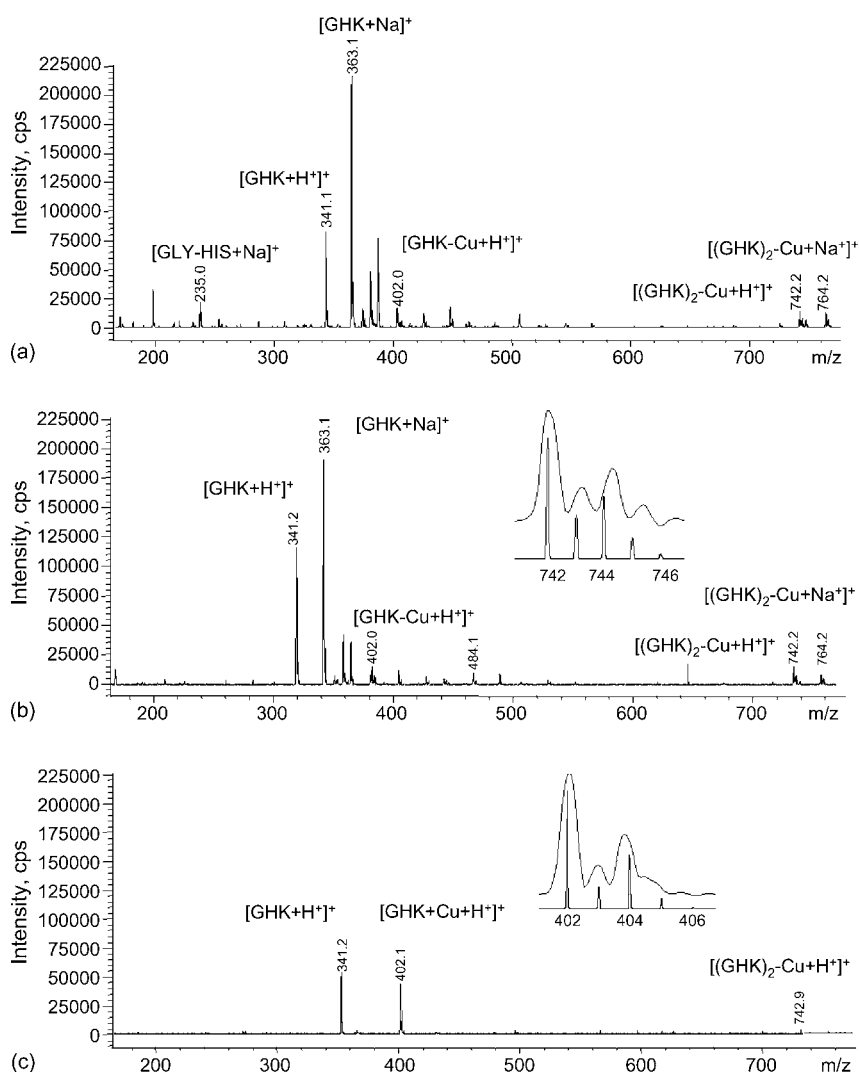 [GHK+Na]⁺
363.1
225000
200000
175000
150000
125000
100000
75000
50000
25000
0
Intensity, cps
[GHK+H⁺]⁺
341.1
[GLY-HIS+Na]⁺
235.0
[GHK-Cu+H⁺]⁺
402.0
[(GHK)₂-Cu+Na⁺]⁺
[(GHK)₂-Cu+H⁺]⁺
742.2
764.2
200 300 400 500 600 700 m/z
(a)
225000
200000
175000
150000
125000
100000
75000
50000
25000
0
Intensity, cps
[GHK+Na]⁺
363.1
[GHK+H⁺]⁺
341.2
[GHK-Cu+H⁺]⁺
402.0
484.1
742 744 746
[(GHK)₂-Cu+Na⁺]⁺
[(GHK)₂-Cu+H⁺]⁺
742.2
764.2
200 300 400 500 600 700 m/z
(b)
225000
200000
175000
150000
125000
100000
75000
50000
25000
0
Intensity, cps
402 404 406
[GHK+H⁺]⁺
341.2
[GHK+Cu+H⁺]⁺
402.1
[(GHK)₂-Cu+H⁺]⁺
742.9
200 300 400 500 600 700 m/z
(c)